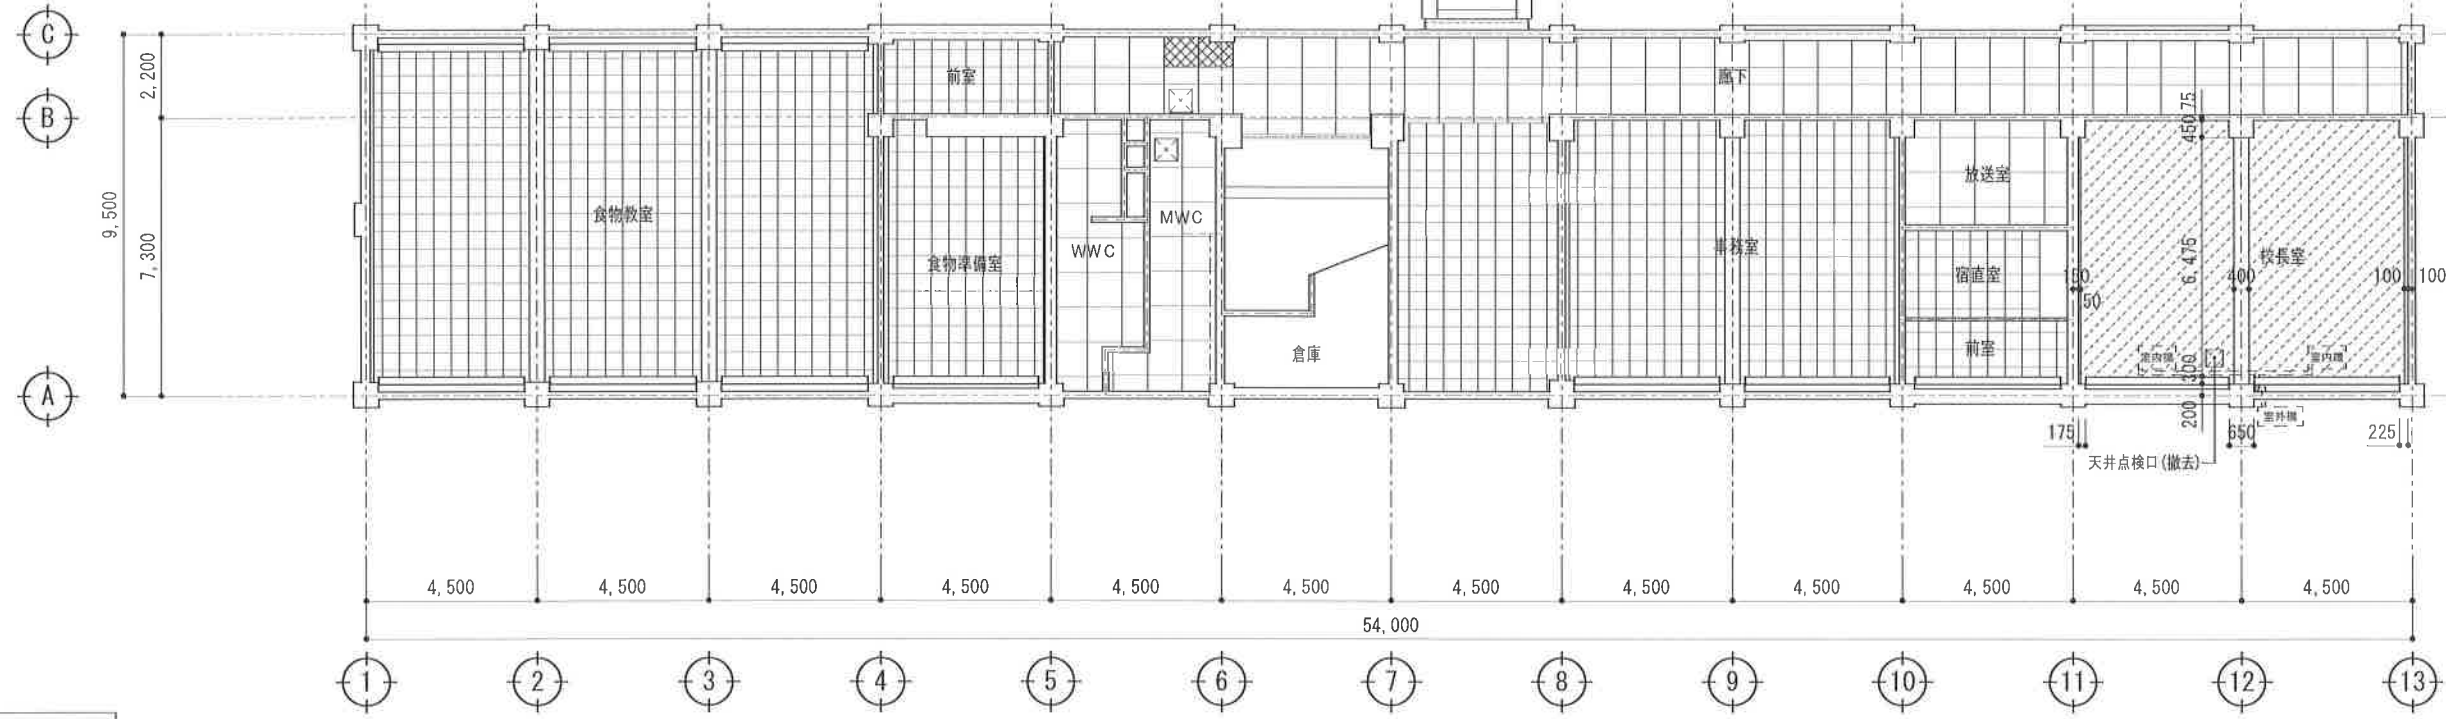 C
B
A
2,200
7,300
9,500
前室
廊下
450
75
放送室
食物教室
MWC
WWC
食物準備室
事務室
宿直室
校長室
6,475
150
50
400
100
100
倉庫
前室
室内機
室内機
300
200
室外機
175
650
225
天井点検口(撤去)
4,500
4,500
4,500
4,500
4,500
4,500
4,500
4,500
4,500
4,500
4,500
4,500
54,000
1
2
3
4
5
6
7
8
9
10
11
12
13